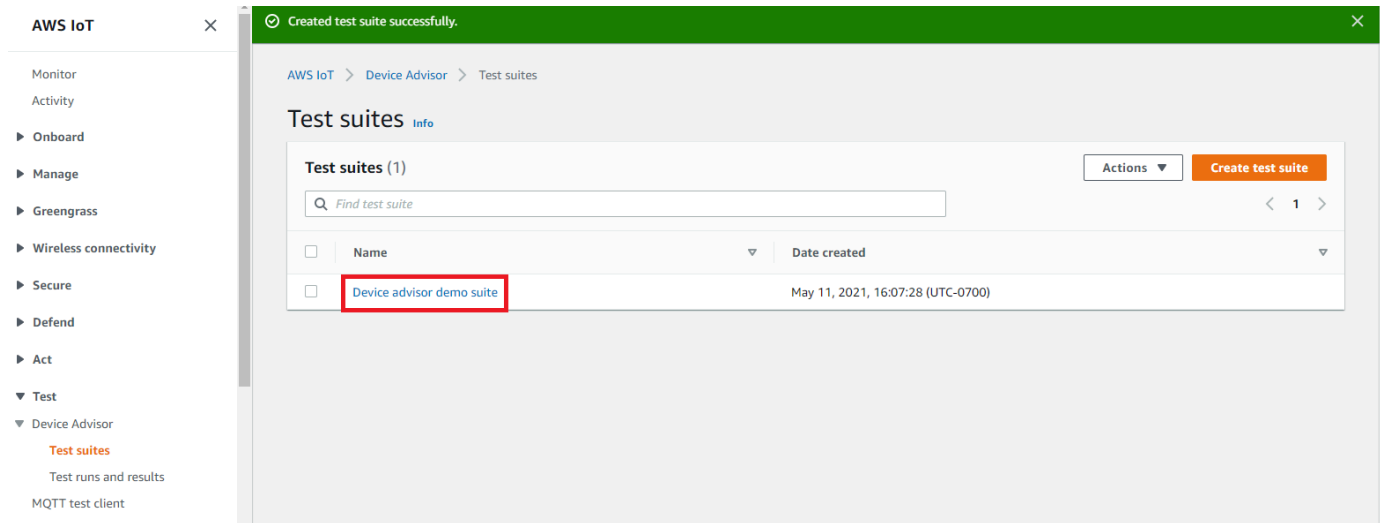 AWS IoT
Monitor
Activity
Onboard
Manage
Greengrass
Wireless connectivity
Secure
Defend
Act
Test
Device Advisor
Test suites
Test runs and results
MQTT test client
Created test suite successfully.
AWS IoT > Device Advisor > Test suites
Test suites Info
Test suites (1)
Actions
Create test suite
Find test suite
1
Name Date created
Device advisor demo suite May 11, 2021, 16:07:28 (UTC-0700)